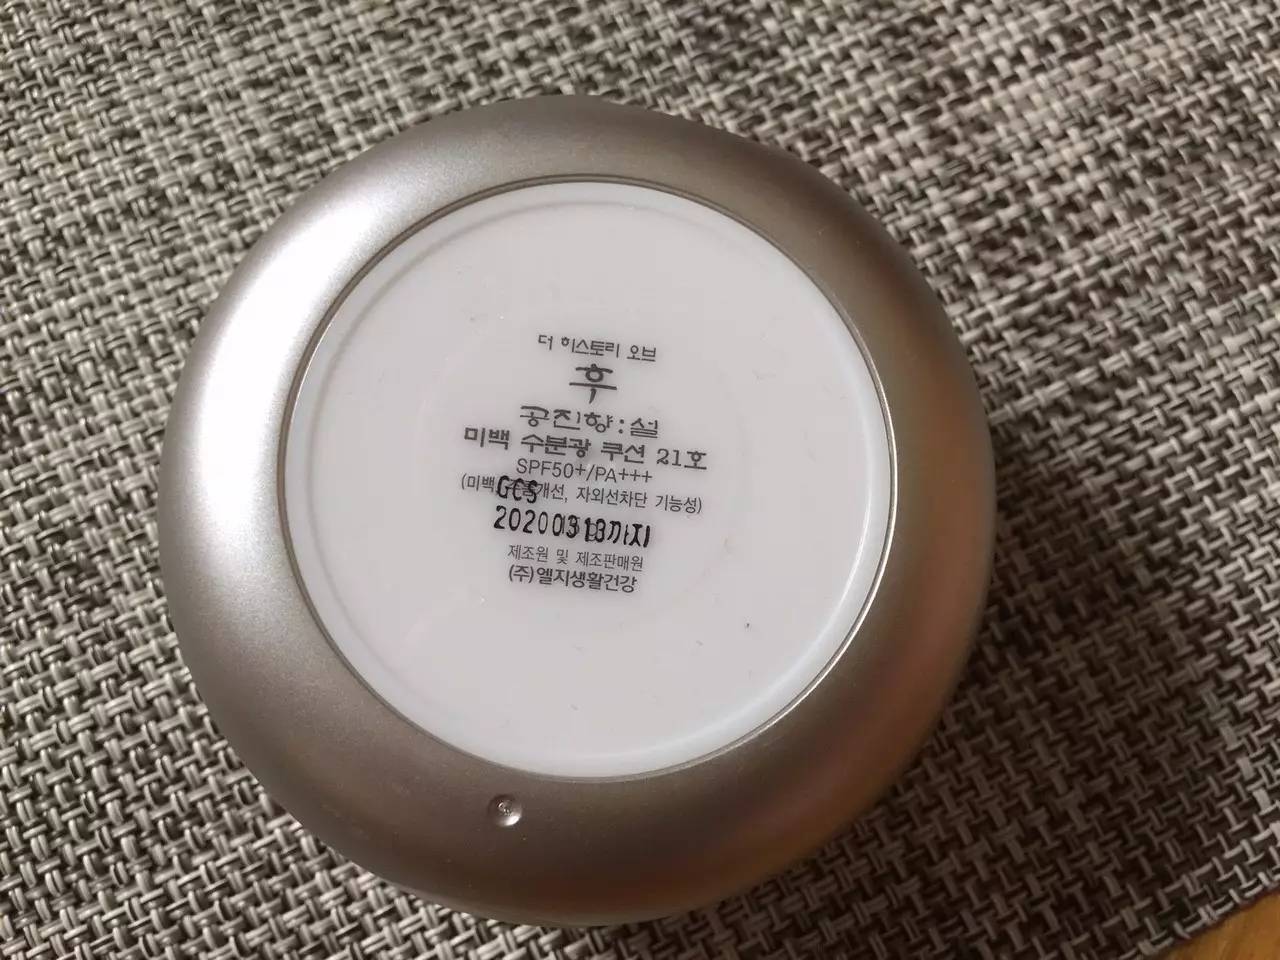 더 히스토리 오브
후
공진향:설
미백 수분광 쿠션 21호
SPF50+/PA+++
(미백, 주름개선, 자외선차단 기능성)
GCS
20200318까지
제조원 및 제조판매원
(주)엘지생활건강